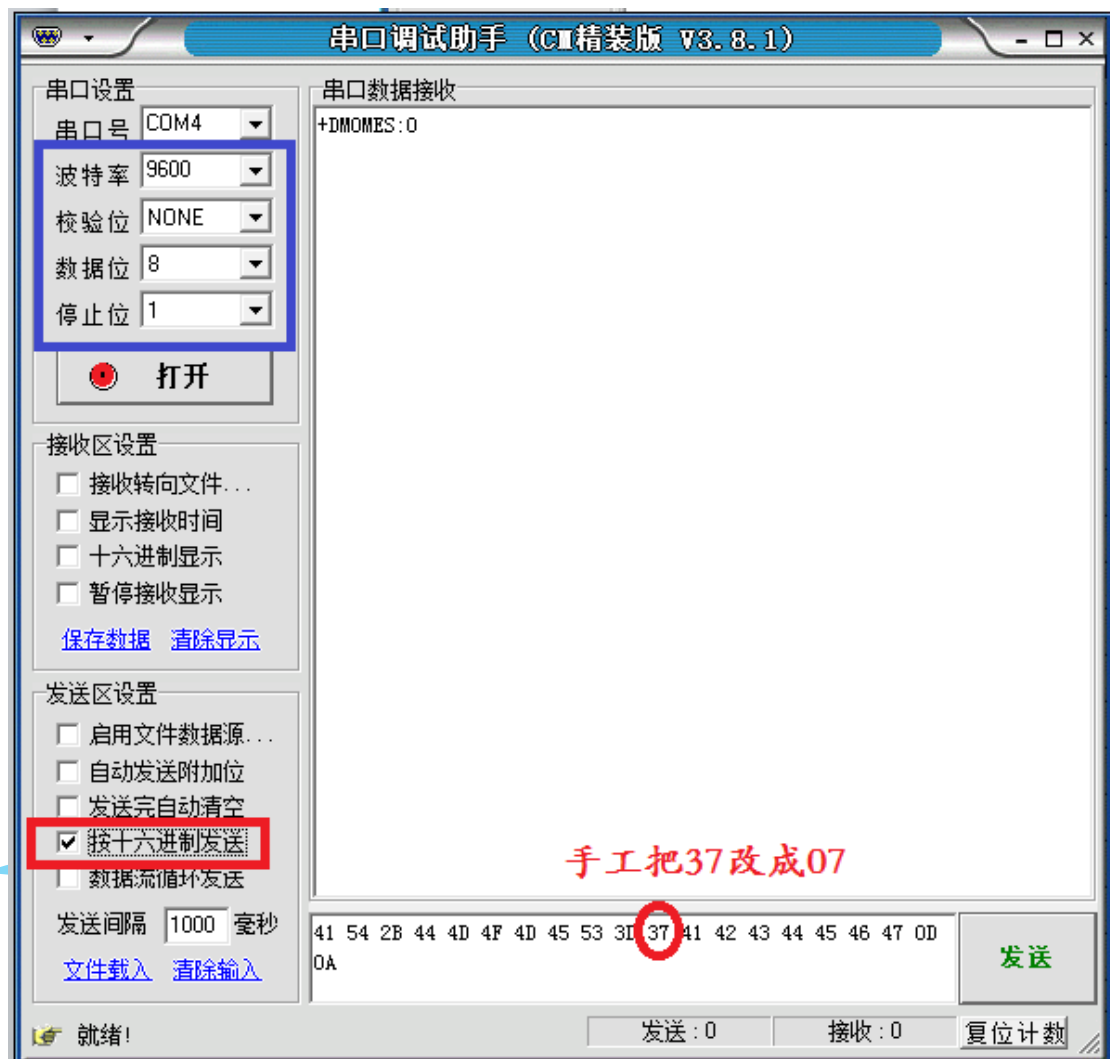 串口调试助手 (CM精装版 V3.8.1)
串口设置
串口号 COM4
波特率 9600
校验位 NONE
数据位 8
停止位 1
打开
接收区设置
接收转向文件...
显示接收时间
十六进制显示
暂停接收显示
保存数据 清除显示
发送区设置
启用文件数据源...
自动发送附加位
发送完自动清空
按十六进制发送
数据流循环发送
发送间隔 1000 毫秒
文件载入 清除输入
串口数据接收
+DMOMES:0
手工把37改成07
41 54 2B 44 4D 4F 4D 45 53 3D 37 41 42 43 44 45 46 47 0D
0A
发送
就绪!
发送:0
接收:0
复位计数